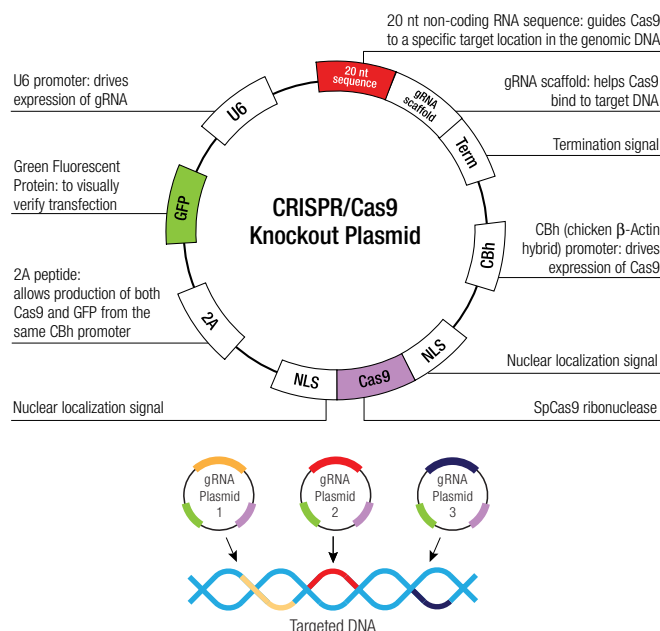 20 nt non-coding RNA sequence: guides Cas9
to a specific target location in the genomic DNA
U6 promoter: drives
expression of gRNA
gRNA scaffold: helps Cas9
bind to target DNA
Termination signal
Green Fluorescent
Protein: to visually
verify transfection
CBh (chicken β-Actin
hybrid) promoter: drives
expression of Cas9
2A peptide:
allows production of both
Cas9 and GFP from the
same CBh promoter
Nuclear localization signal
Nuclear localization signal
SpCas9 ribonuclease
CRISPR/Cas9
Knockout Plasmid
20 nt
sequence
gRNA
scaffold
Term
CBh
NLS
Cas9
NLS
2A
GFP
U6
gRNA
Plasmid
1
gRNA
Plasmid
2
gRNA
Plasmid
3
Targeted DNA